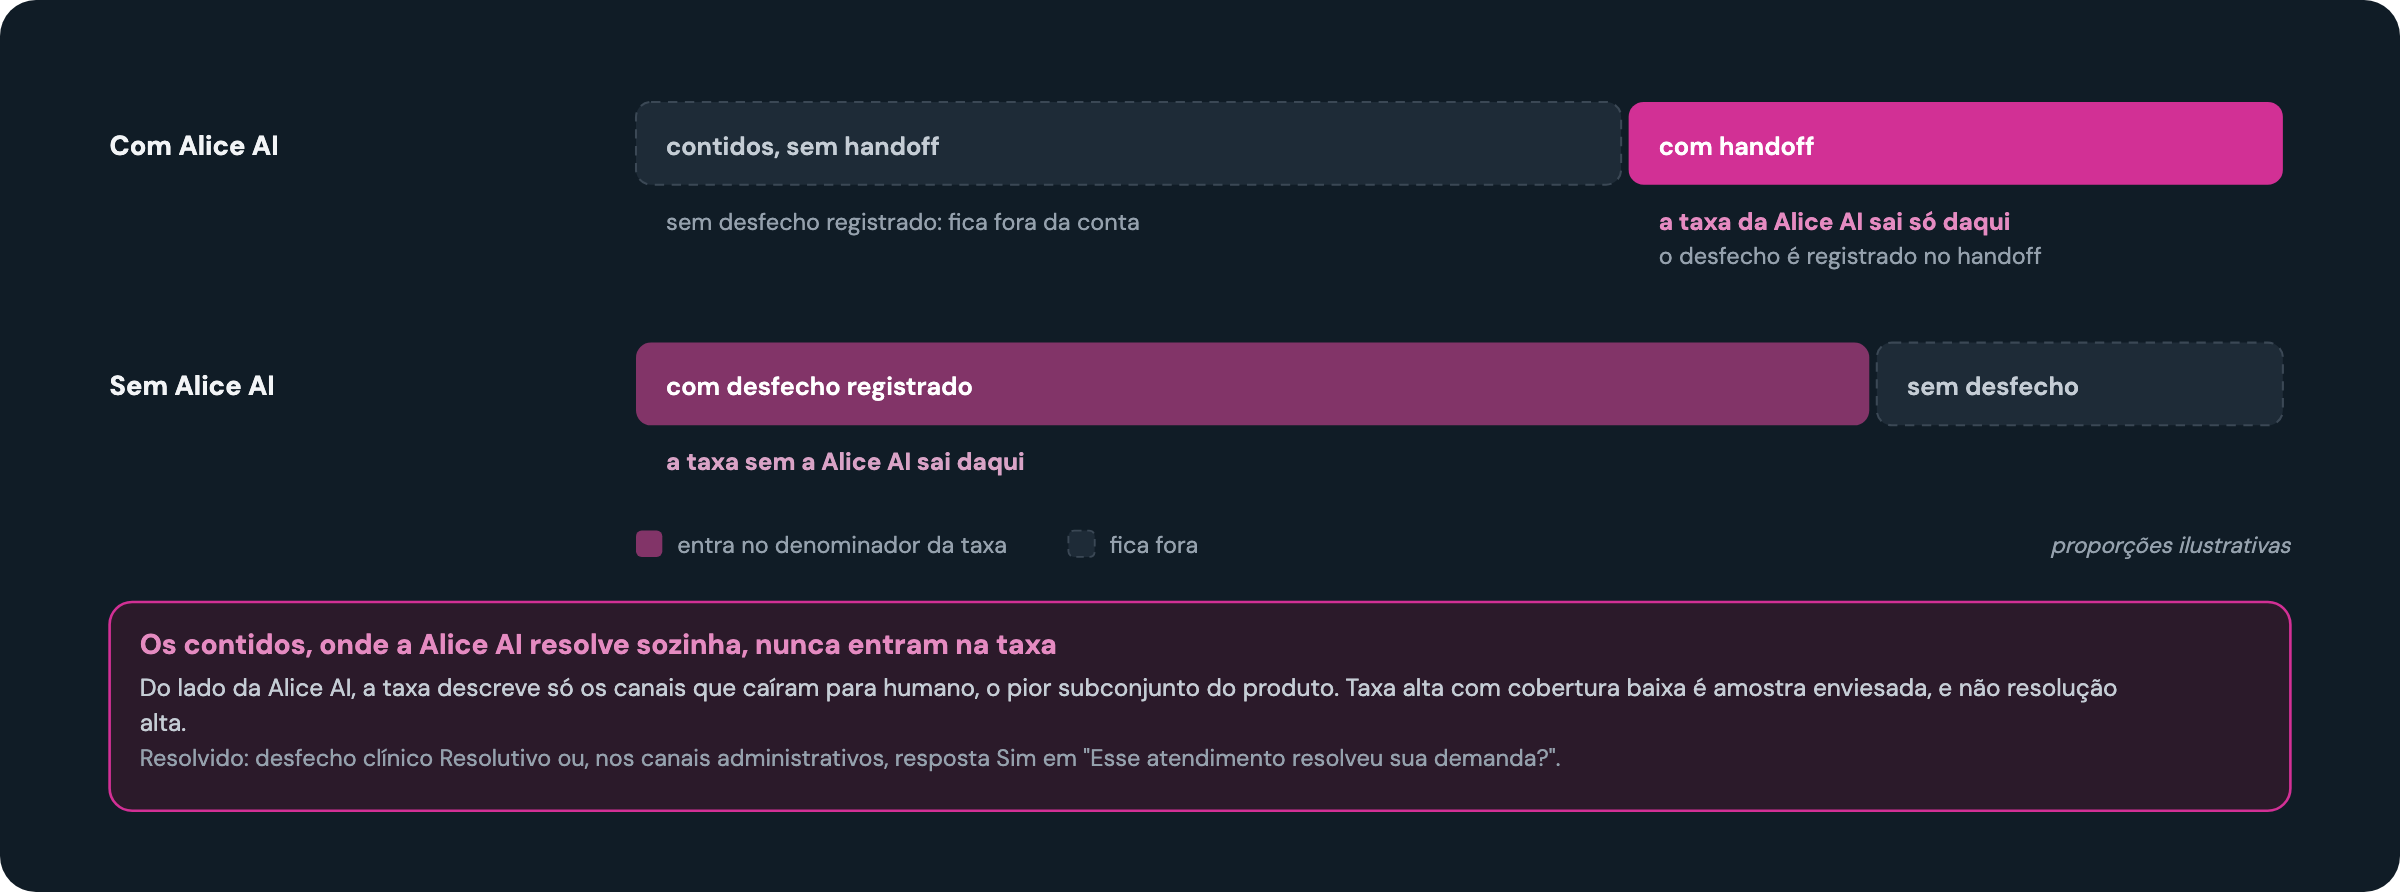 Com Alice AI
contidos, sem handoff
com handoff
sem desfecho registrado: fica fora da conta
a taxa da Alice AI sai só daqui
o desfecho é registrado no handoff
Sem Alice AI
com desfecho registrado
sem desfecho
a taxa sem a Alice AI sai daqui
entra no denominador da taxa
fica fora
proporções ilustrativas
Os contidos, onde a Alice AI resolve sozinha, nunca entram na taxa
Do lado da Alice AI, a taxa descreve só os canais que caíram para humano, o pior subconjunto do produto. Taxa alta com cobertura baixa é amostra enviesada, e não resolução
alta.
Resolvido: desfecho clínico Resolutivo ou, nos canais administrativos, resposta Sim em "Esse atendimento resolveu sua demanda?".